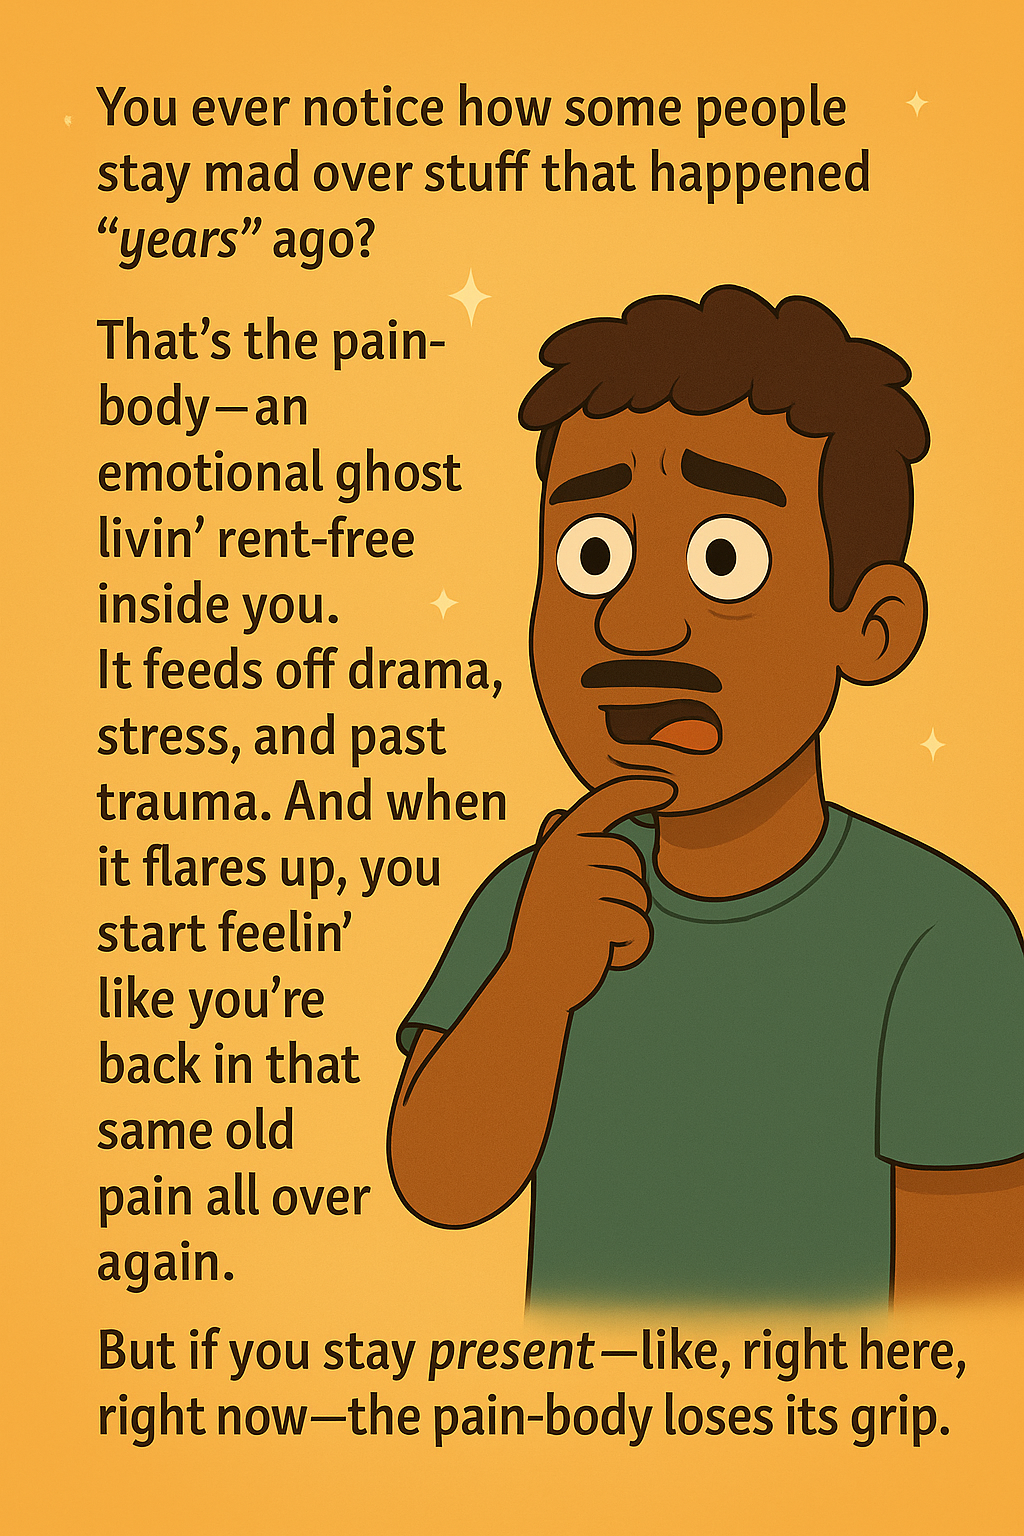 You ever notice how some people
stay mad over stuff that happened
“years” ago?
That’s the pain-
body—an
emotional ghost
livin’ rent-free
inside you.
It feeds off drama,
stress, and past
trauma. And when
it flares up, you
start feelin’
like you’re
back in that
same old
pain all over
again.
But if you stay present—like, right here,
right now—the pain-body loses its grip.